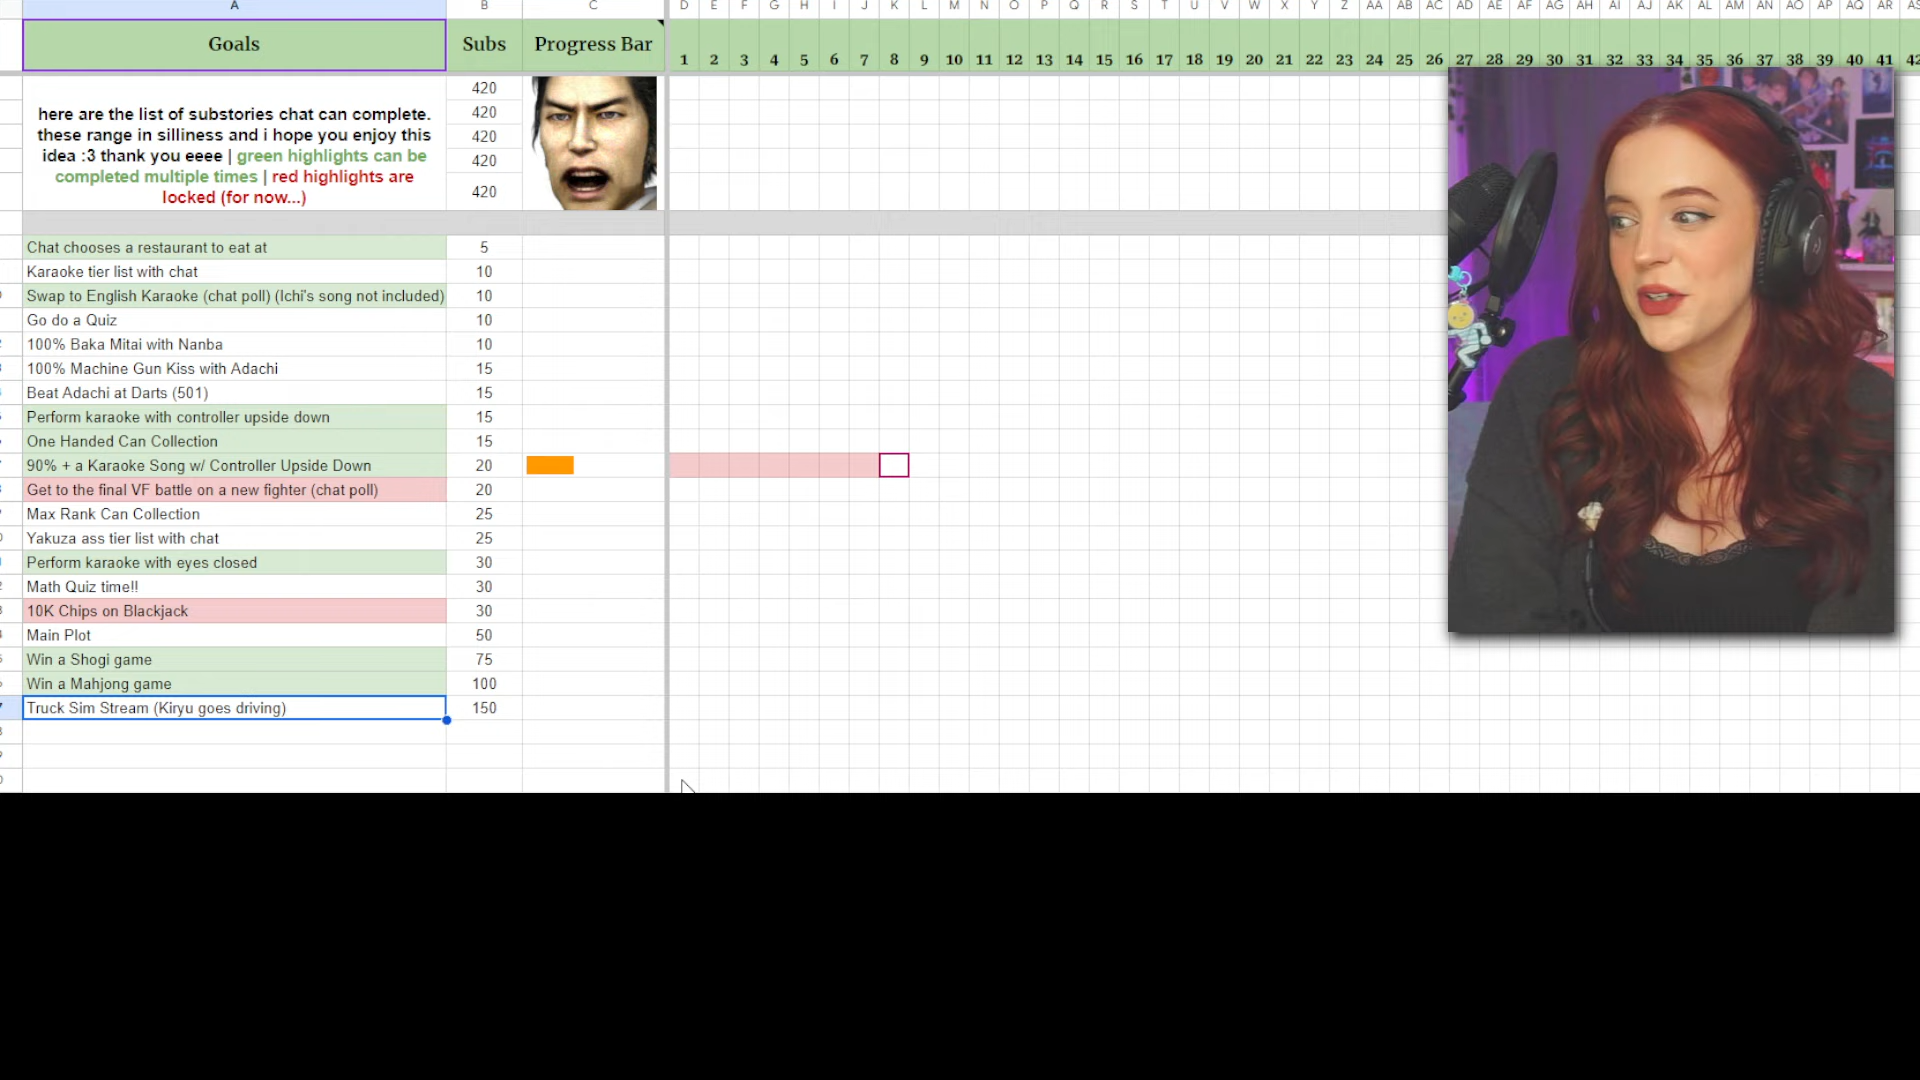 A B C D E F G H I J K L M N O P Q R S T U V W X Y Z AA AB AC AD AE AF AG AH AI AJ AK AL AM AN AO AP AQ AR AS
Goals Subs Progress Bar 1 2 3 4 5 6 7 8 9 10 11 12 13 14 15 16 17 18 19 20 21 22 23 24 25 26 27 28 29 30 31 32 33 34 35 36 37 38 39 40 41 42
here are the list of substories chat can complete.
these range in silliness and i hope you enjoy this
idea :3 thank you eeee | green highlights can be
completed multiple times | red highlights are
locked (for now...)
420
420
420
420
420
Chat chooses a restaurant to eat at 5
Karaoke tier list with chat 10
Swap to English Karaoke (chat poll) (Ichi's song not included) 10
Go do a Quiz 10
100% Baka Mitai with Nanba 10
100% Machine Gun Kiss with Adachi 15
Beat Adachi at Darts (501) 15
Perform karaoke with controller upside down 15
One Handed Can Collection 15
90% + a Karaoke Song w/ Controller Upside Down 20
Get to the final VF battle on a new fighter (chat poll) 20
Max Rank Can Collection 25
Yakuza ass tier list with chat 25
Perform karaoke with eyes closed 30
Math Quiz time!! 30
10K Chips on Blackjack 30
Main Plot 50
Win a Shogi game 75
Win a Mahjong game 100
Truck Sim Stream (Kiryu goes driving) 150